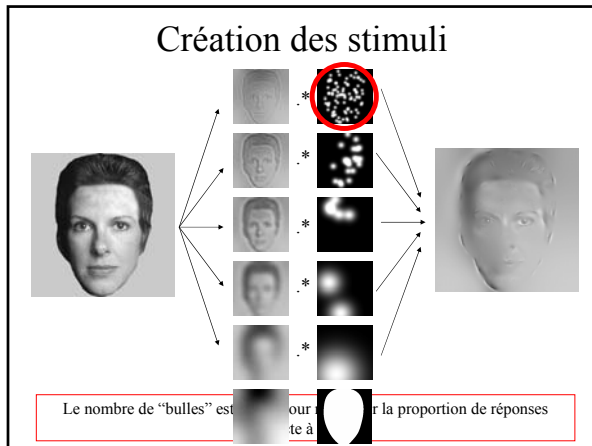 Création des stimuli
.*
.*
.*
.*
.*
Le nombre de “bulles” est our r r la proportion de réponses
te à